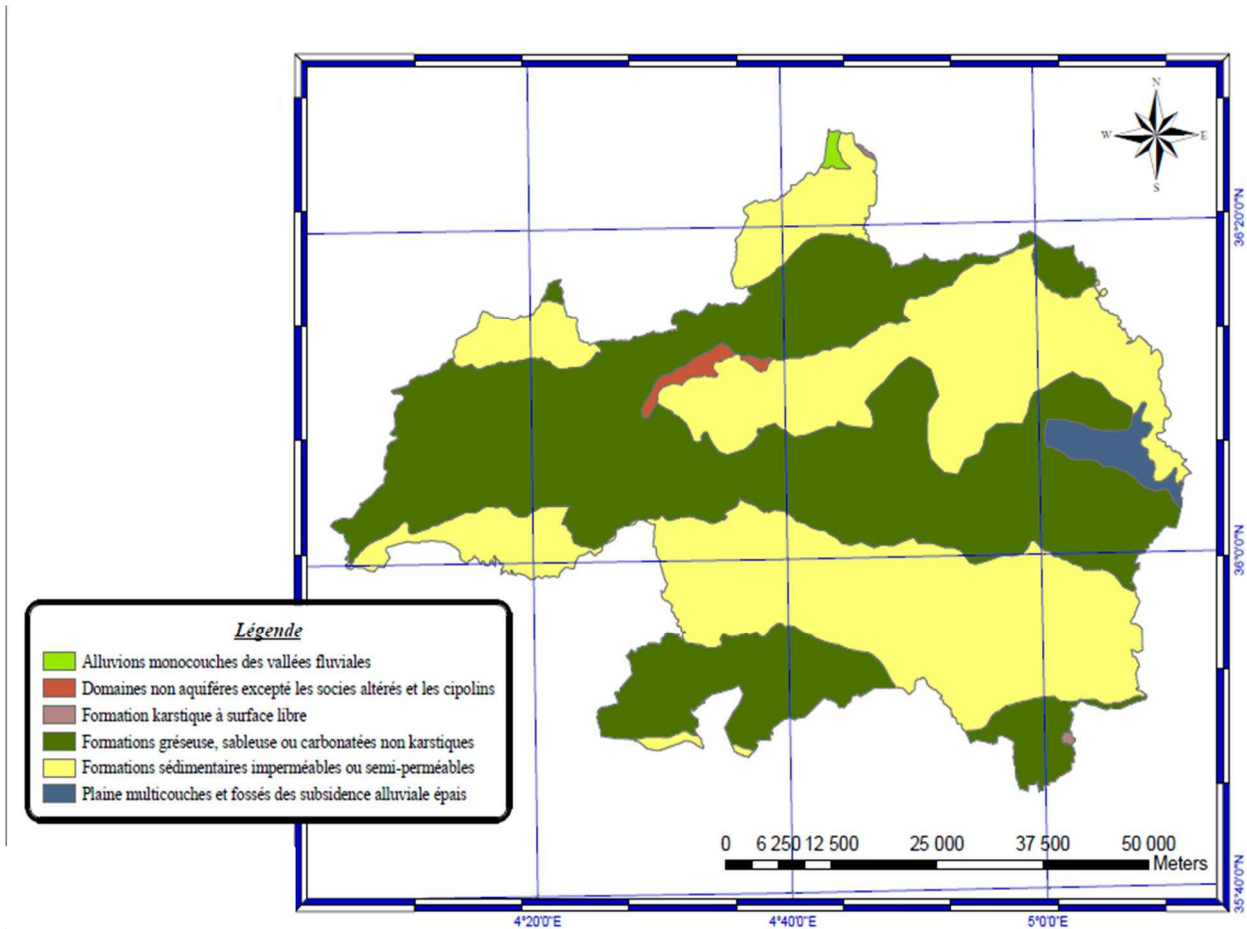 N
W E
S
36°20'0"N
36°0'0"N
Légende
Alluvions monocouches des vallées fluviales
Domaines non aquiféres excepté les socies altérés et les cipolins
Formation karstique à surface libre
Formations gréseuse, sableuse ou carbonatées non karstiques
Formations sédimentaires imperméables ou semi-perméables
Plaine multicouches et fossés des subsidence alluviale épais
0 6 250 12 500 25 000 37 500 50 000
Meters
35°40'0"N
4°20'0"E 4°40'0"E 5°0'0"E